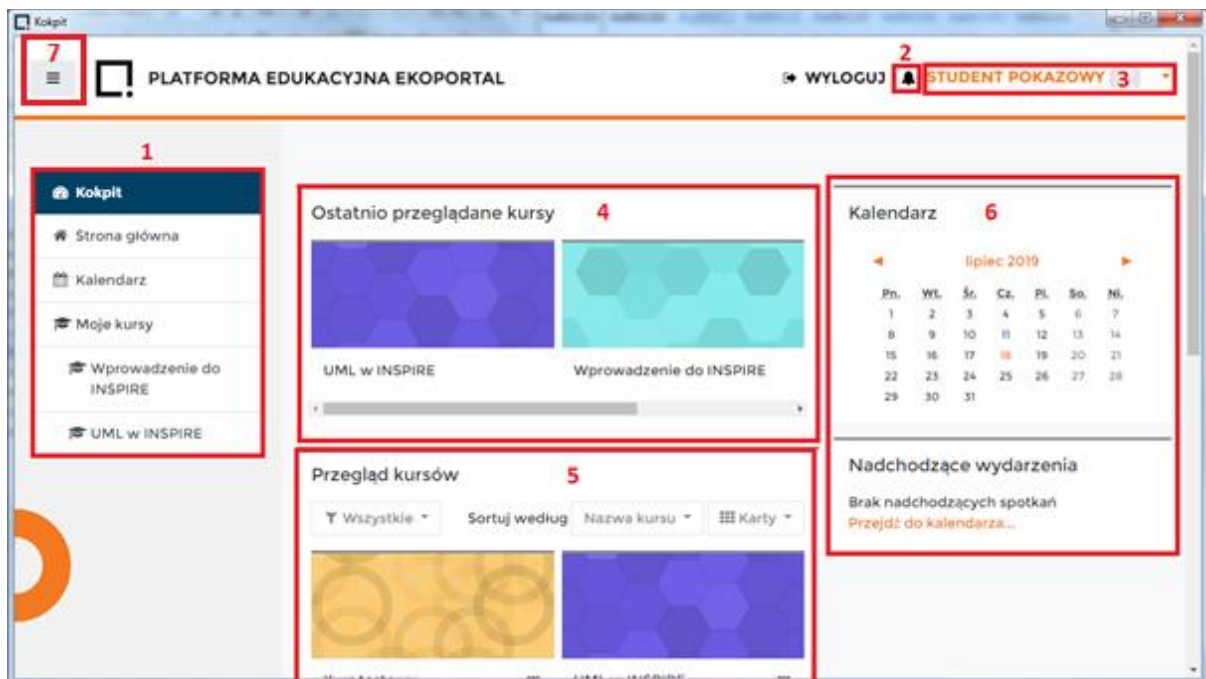 Kokpit
7
2
PLATFORMA EDUKACYJNA EKOPORTAL
WYLOGUJ
STUDENT POKAZOWY 3
1
Kokpit
Strona główna
Kalendarz
Moje kursy
Wprowadzenie do
INSPIRE
UML w INSPIRE
Ostatnio przeglądane kursy 4
UML w INSPIRE Wprowadzenie do INSPIRE
Przegląd kursów 5
Wszystkie Sortuj według Nazwa kursu Karty
UML w INSPIRE
Kalendarz 6
lipiec 2019
Pn. Wt. Śr. Cz. Pi. So. Ni.
1 2 3 4 5 6 7
8 9 10 11 12 13 14
15 16 17 18 19 20 21
22 23 24 25 26 27 28
29 30 31
Nadchodzące wydarzenia
Brak nadchodzących spotkań
Przejdź do kalendarza...